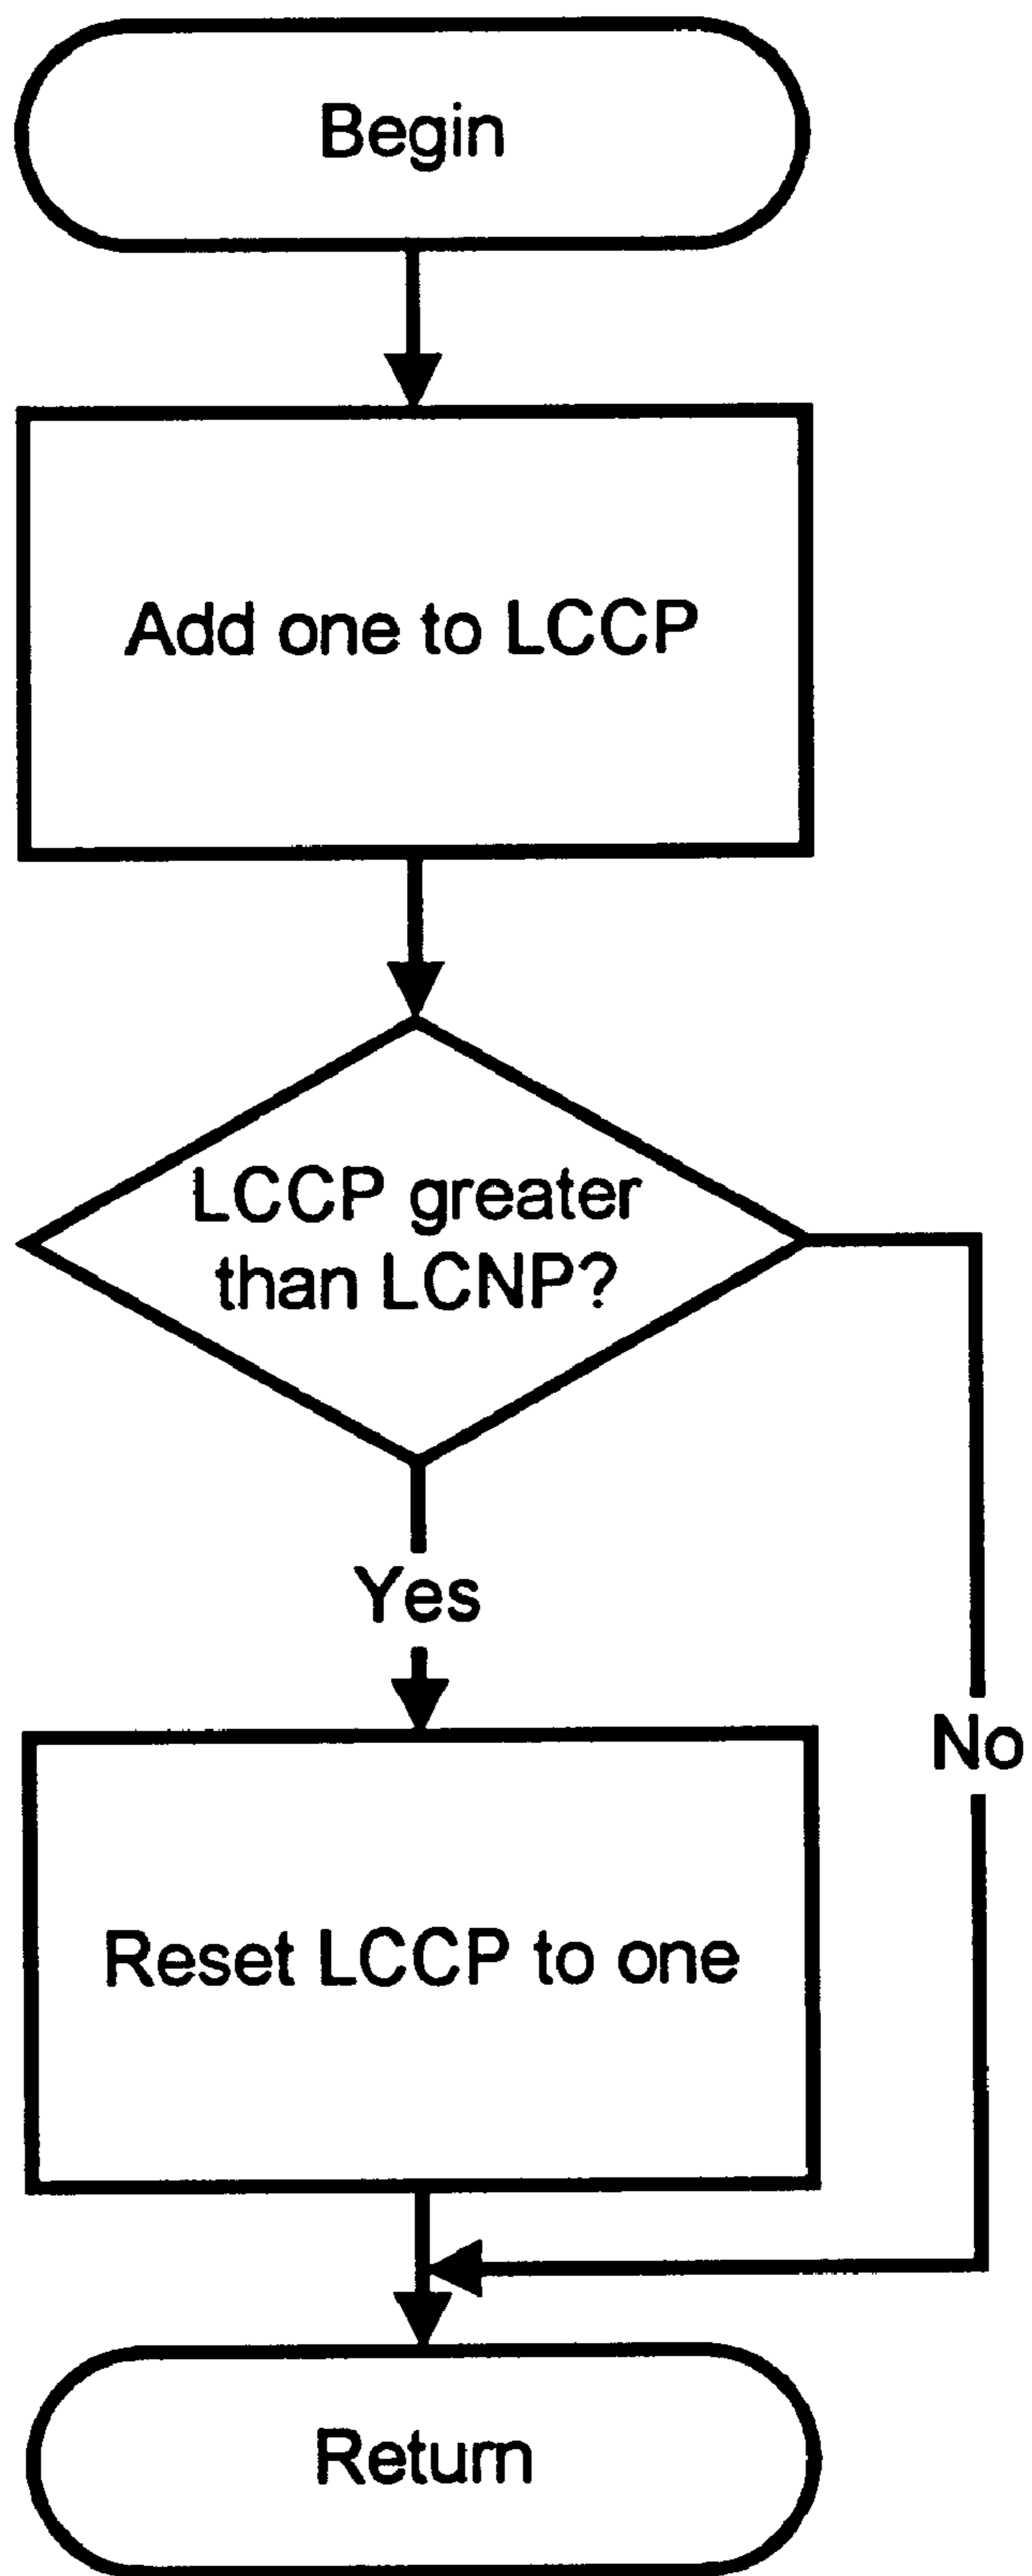 Begin
Add one to LCCP
LCCP greater
than LCNP?
Yes
No
Reset LCCP to one
Return